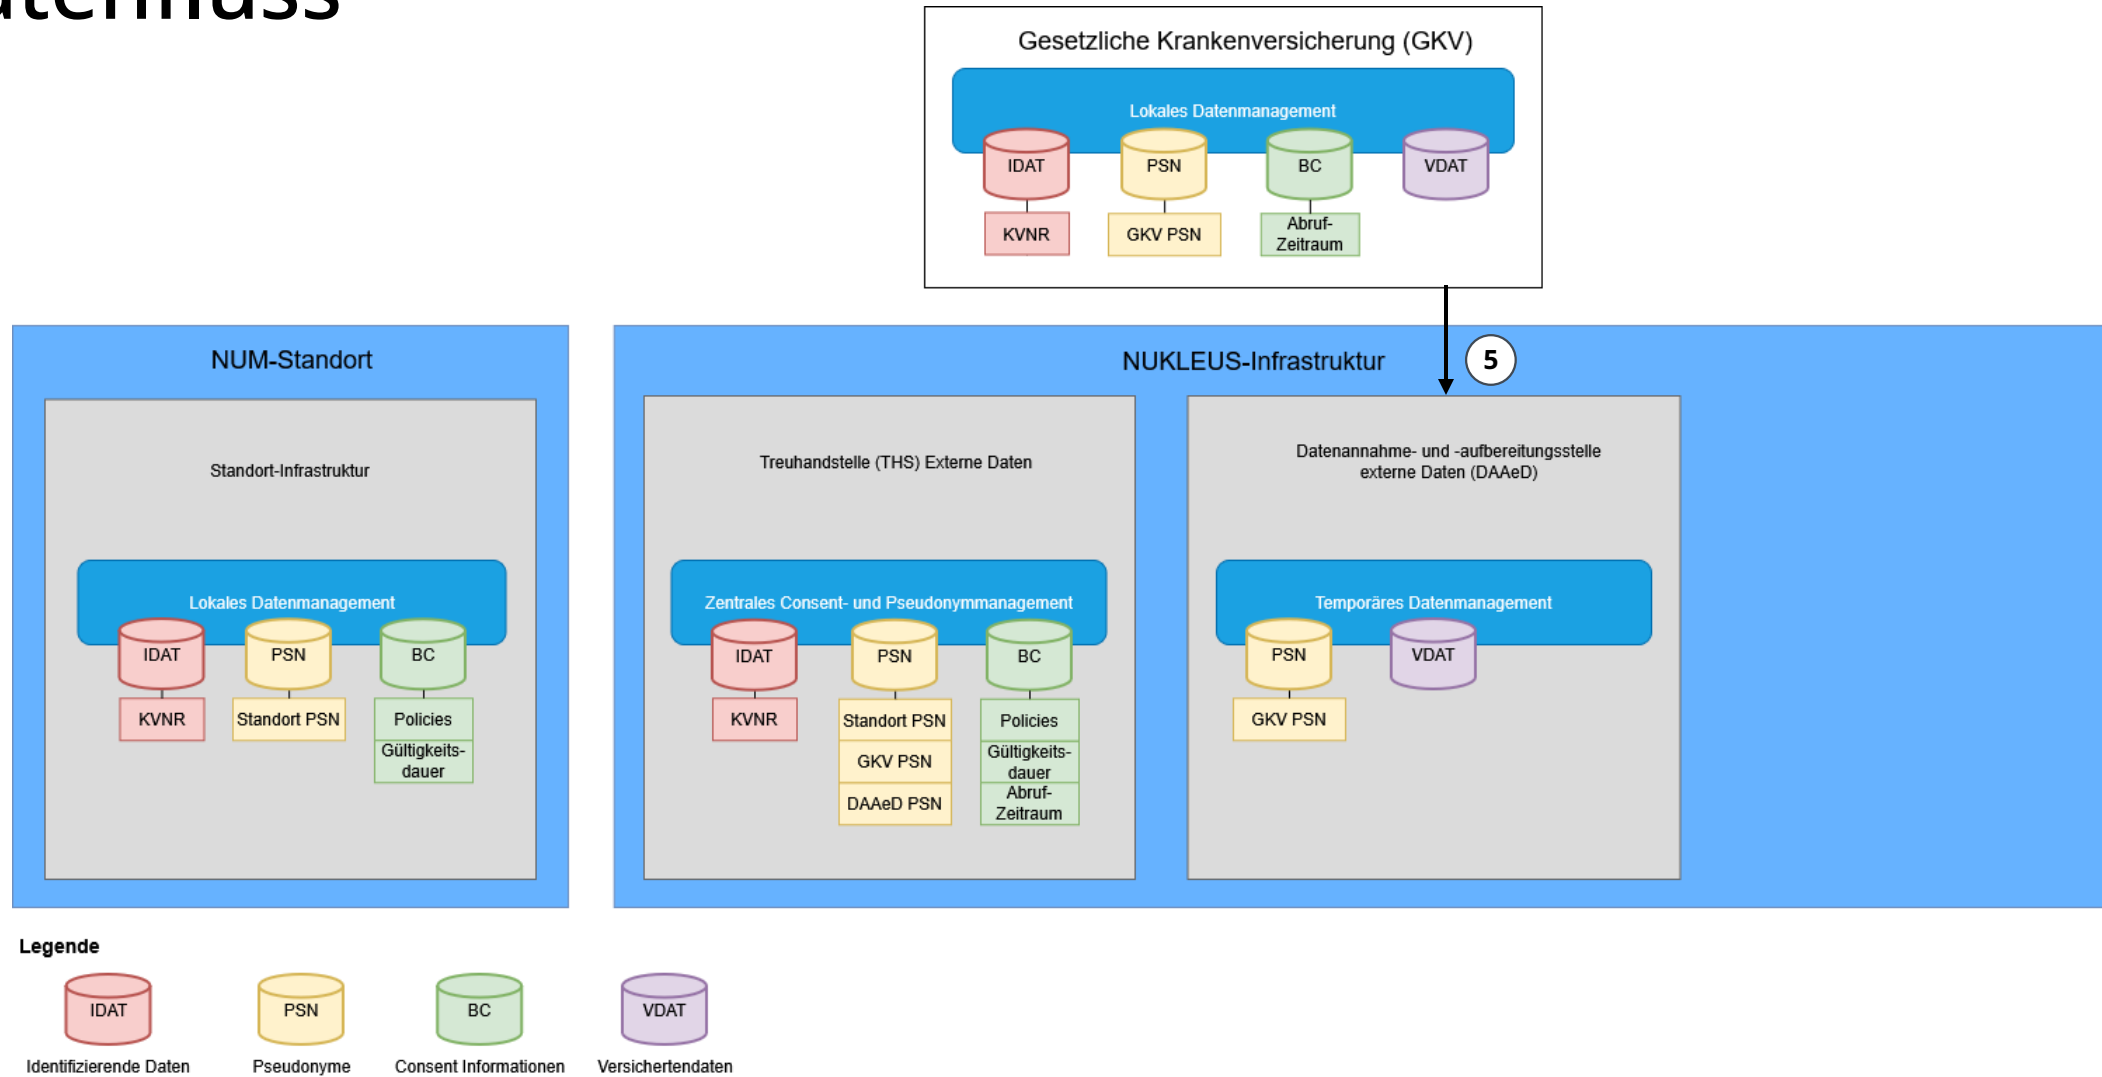 Gesetzliche Krankenversicherung (GKV)
Lokales Datenmanagement
IDAT
PSN
BC
VDAT
KVNR
GKV PSN
Abruf-
Zeitraum
NUM-Standort
Standort-Infrastruktur
Lokales Datenmanagement
IDAT
PSN
BC
KVNR
Standort PSN
Policies
Gültigkeits-
dauer
NUKLEUS-Infrastruktur
5
Treuhandstelle (THS) Externe Daten
Zentrales Consent- und Pseudonymmanagement
IDAT
PSN
BC
KVNR
Standort PSN
GKV PSN
DAAeD PSN
Policies
Gültigkeits-
dauer
Abruf-
Zeitraum
Datenannahme- und -aufbereitungsstelle
externe Daten (DAAeD)
Temporäres Datenmanagement
PSN
VDAT
GKV PSN
Legende
IDAT
PSN
BC
VDAT
Identifizierende Daten
Pseudonyme
Consent Informationen
Versichertendaten